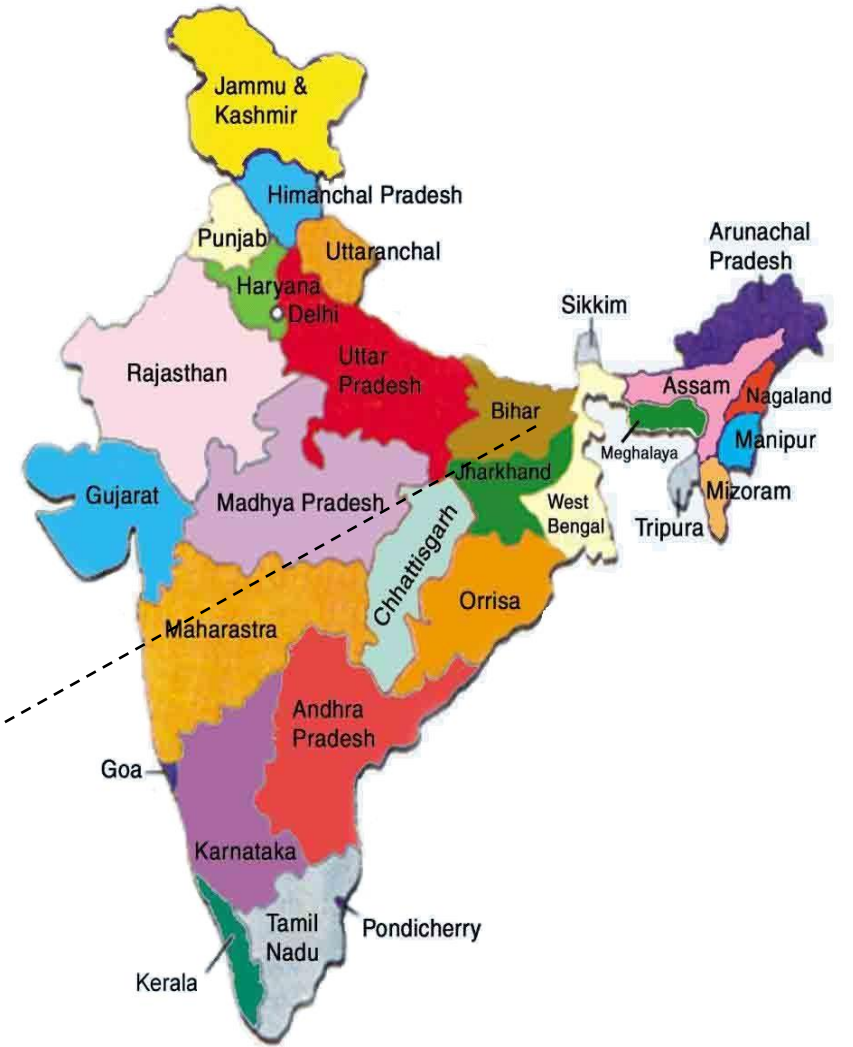 Jammu &
Kashmir
Himanchal Pradesh
Punjab
Uttaranchal
Arunachal
Pradesh
Haryana
Delhi
Sikkim
Uttar
Pradesh
Rajasthan
Assam
Nagaland
Bihar
Manipur
Meghalaya
Jharkhand
Gujarat
Madhya Pradesh
West
Bengal
Mizoram
Tripura
Chhattisgarh
Orrisa
Maharastra
Andhra
Pradesh
Goa
Karnataka
Tamil
Nadu
Pondicherry
Kerala